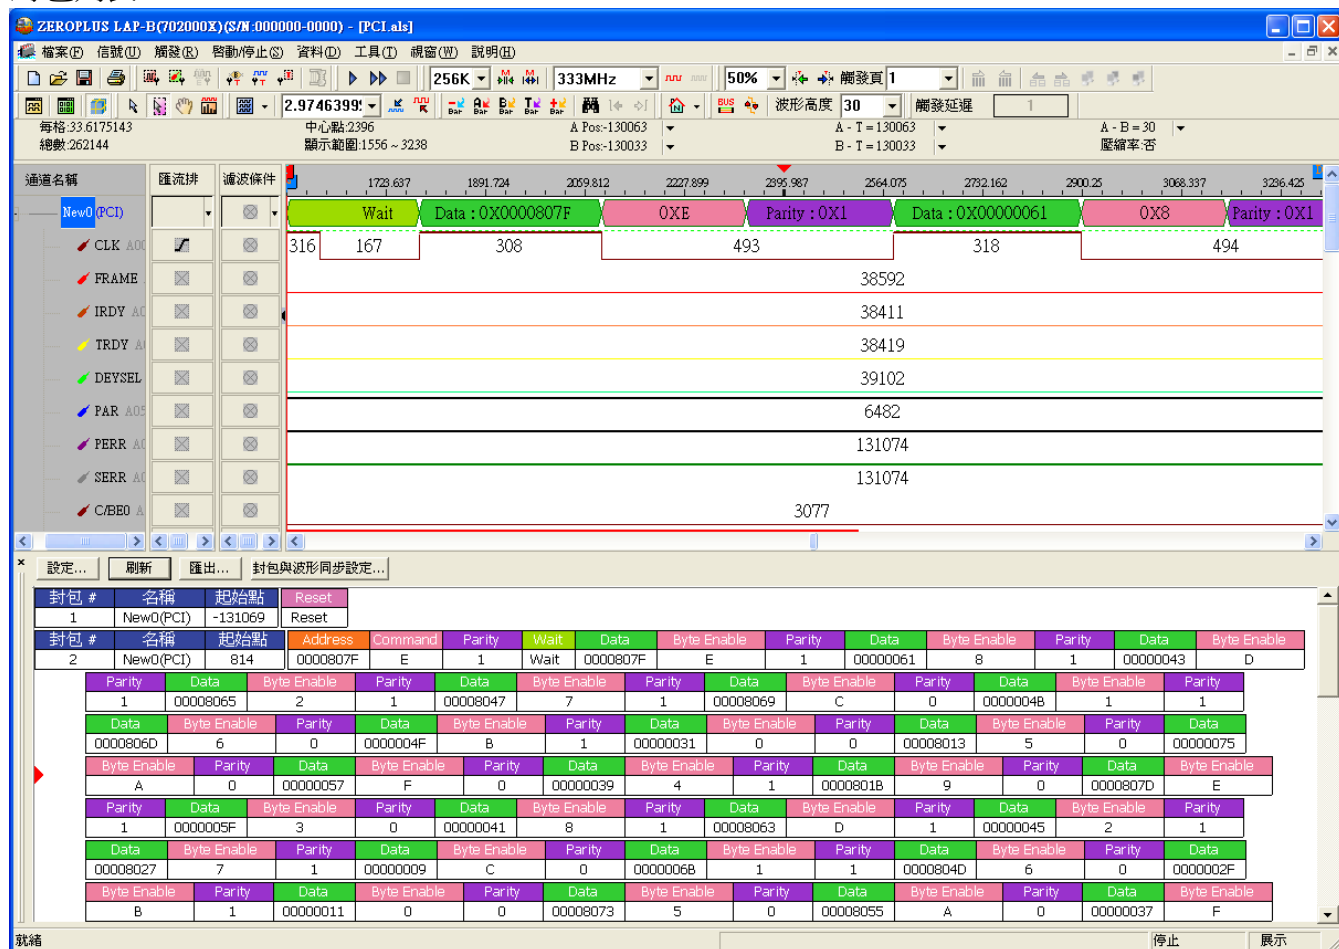 ZEROPLUS LAP-B(702000X)(S/N:000000-0000) - [PCI.als]
檔案(F) 信號(U) 觸發(R) 啓動/停止(S) 資料(D) 工具(T) 視窗(W) 説明(H)
256K 333MHz 50% 觸發頁 1
2.9746399 Bar Bar Bar Bar Bar BUS 波形高度 30 觸發延遲 1
每格:33.6175143 中心點:2396 A Pos:-130063 A - T = 130063 A - B = 30
總數:262144 顯示範圍:1556 ~ 3238 B Pos:-130033 B - T = 130033 壓縮率:否
通道名稱 匯流排 濾波條件 1723.637 1891.724 2059.812 2227.899 2395.987 2564.075 2732.162 2900.25 3068.337 3236.425
New0 (PCI) Wait Data : 0X0000807F 0XE Parity : 0X1 Data : 0X00000061 0X8 Parity : 0X1
CLK A00 316 167 308 493 318 494
FRAME 38592
IRDY A0 38411
TRDY A0 38419
DEYSEL 39102
PAR A05 6482
PERR A0 131074
SERR A0 131074
C/BE0 A 3077
設定... 刷新 匯出... 封包與波形同步設定...
封包 # 名稱 起始點 Reset
1 New0(PCI) -131069 Reset
封包 # 名稱 起始點 Address Command Parity Wait Data Byte Enable Parity Data Byte Enable Parity Data Byte Enable
2 New0(PCI) 814 0000807F E 1 Wait 0000807F E 1 00000061 8 1 00000043 D
Parity Data Byte Enable Parity Data Byte Enable Parity Data Byte Enable Parity Data Byte Enable Parity
1 00008065 2 1 00008047 7 1 00008069 C 0 0000004B 1 1
Data Byte Enable Parity Data Byte Enable Parity Data Byte Enable Parity Data Byte Enable Parity Data
0000806D 6 0 0000004F B 1 00000031 0 0 00008013 5 0 00000075
Byte Enable Parity Data Byte Enable Parity Data Byte Enable Parity Data Byte Enable Parity Data Byte Enable
A 0 00000057 F 0 00000039 4 1 0000801B 9 0 0000807D E
Parity Data Byte Enable Parity Data Byte Enable Parity Data Byte Enable Parity Data Byte Enable Parity
1 0000005F 3 0 00000041 8 1 00008063 D 1 00000045 2 1
Data Byte Enable Parity Data Byte Enable Parity Data Byte Enable Parity Data Byte Enable Parity Data
00008027 7 1 00000009 C 0 0000006B 1 1 0000804D 6 0 0000002F
Byte Enable Parity Data Byte Enable Parity Data Byte Enable Parity Data Byte Enable Parity Data Byte Enable
B 1 00000011 0 0 00008073 5 0 00008055 A 0 00000037 F
就緒 停止 展示